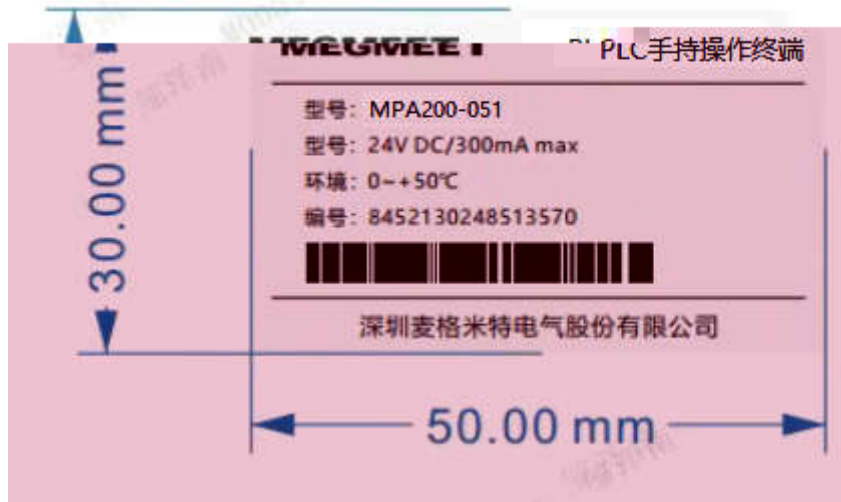 MEGMEET PLC手持操作终端
型号：MPA200-051
型号：24V DC/300mA max
环境：0~+50℃
编号：8452130248513570
深圳麦格米特电气股份有限公司
30.00 mm
50.00 mm